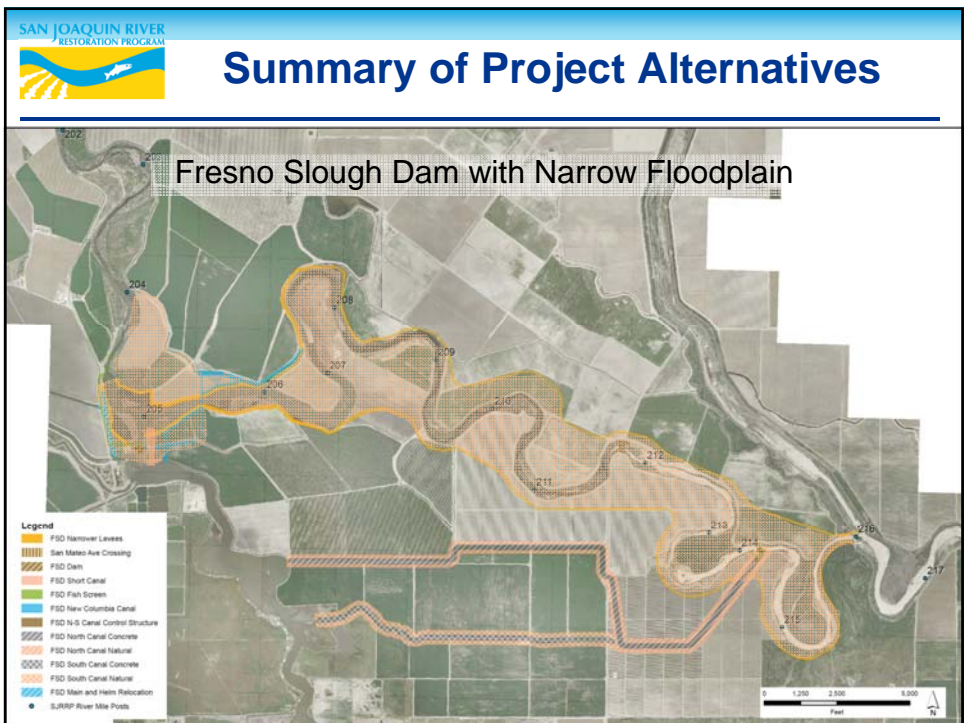 SAN JOAQUIN RIVER
RESTORATION PROGRAM
Summary of Project Alternatives
Fresno Slough Dam with Narrow Floodplain
202
204
205
206
207
208
209
210
211
212
213
214
215
216
217
Legend
FSD Narrower Levees
San Mateo Ave Crossing
FSD Dam
FSD Short Canal
FSD Fish Screen
FSD New Columbia Canal
FSD N-S Canal Control Structure
FSD North Canal Concrete
FSD North Canal Natural
FSD South Canal Concrete
FSD South Canal Natural
FSD Main and Helm Relocation
SJRRP River Mile Posts
0 1,250 2,500 5,000
Feet
N